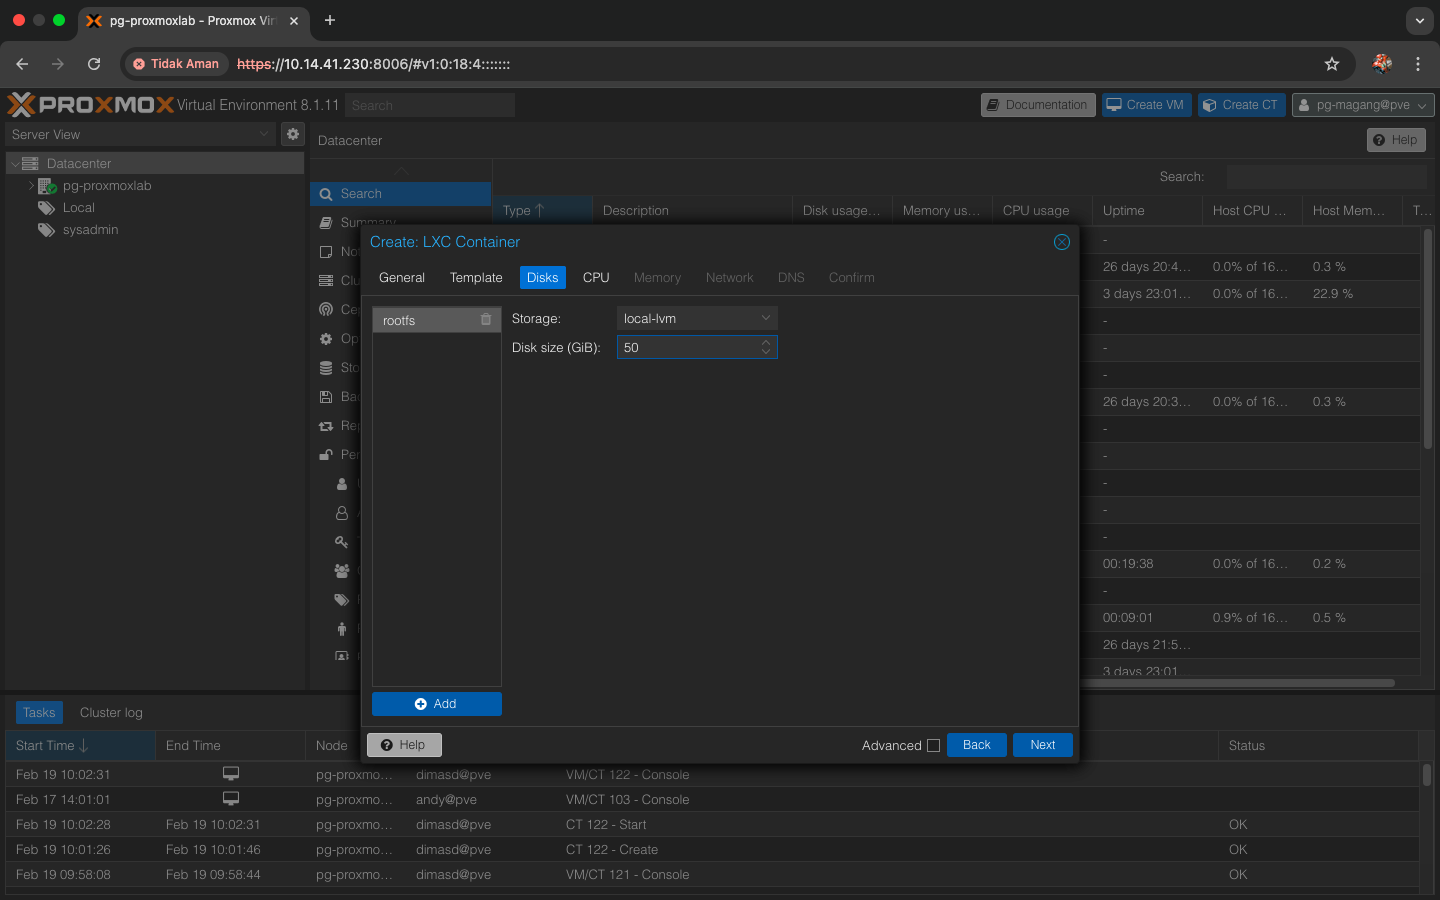 pg-proxmoxlab - Proxmox Vir
Tidak Aman
https://10.14.41.230:8006/#v1:0:18:4:::::::
PROXMOX Virtual Environment 8.1.11
Search
Documentation
Create VM
Create CT
pg-magang@pve
Server View
Datacenter
Help
Datacenter
pg-proxmoxlab
Local
sysadmin
Search
Summary
Search:
Type
Description
Disk usage...
Memory us...
CPU usage
Uptime
Host CPU ...
Host Mem...
T...
-
26 days 20:4... 0.0% of 16... 0.3 %
3 days 23:01... 0.0% of 16... 22.9 %
-
-
-
26 days 20:3... 0.0% of 16... 0.3 %
-
-
-
-
-
00:19:38 0.0% of 16... 0.2 %
-
00:09:01 0.9% of 16... 0.5 %
26 days 21:5...
3 days 23:01
No
Clu
Ce
Opt
Sto
Ba
Rep
Per
Create: LXC Container
General Template Disks CPU Memory Network DNS Confirm
rootfs
Storage: local-lvm
Disk size (GiB): 50
Add
Help
Advanced
Back
Next
Tasks
Cluster log
Start Time End Time Node Status
Feb 19 10:02:31 pg-proxmo... dimasd@pve VM/CT 122 - Console
Feb 17 14:01:01 pg-proxmo... andy@pve VM/CT 103 - Console
Feb 19 10:02:28 Feb 19 10:02:31 pg-proxmo... dimasd@pve CT 122 - Start OK
Feb 19 10:01:26 Feb 19 10:01:46 pg-proxmo... dimasd@pve CT 122 - Create OK
Feb 19 09:58:08 Feb 19 09:58:44 pg-proxmo... dimasd@pve VM/CT 121 - Console OK